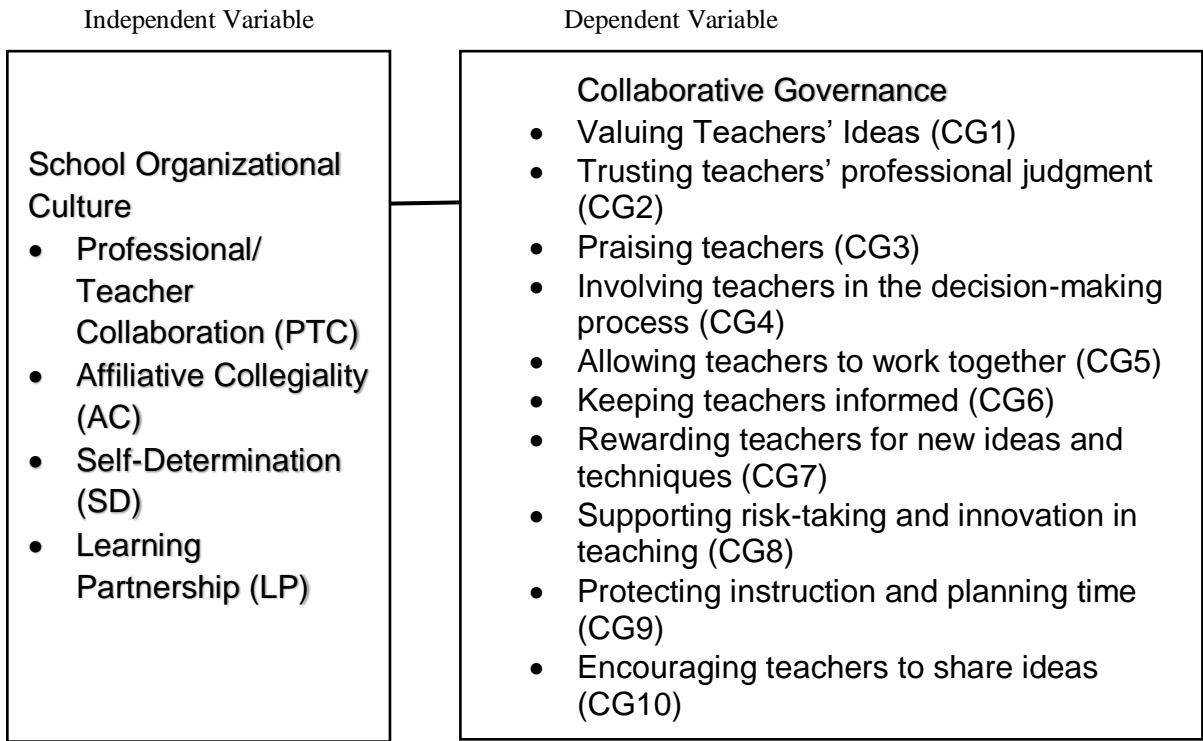 Independent Variable
Dependent Variable
School Organizational
Culture
• Professional/
Teacher
Collaboration (PTC)
• Affiliative Collegiality
(AC)
• Self-Determination
(SD)
• Learning
Partnership (LP)
Collaborative Governance
• Valuing Teachers’ Ideas (CG1)
• Trusting teachers’ professional judgment
(CG2)
• Praising teachers (CG3)
• Involving teachers in the decision-making
process (CG4)
• Allowing teachers to work together (CG5)
• Keeping teachers informed (CG6)
• Rewarding teachers for new ideas and
techniques (CG7)
• Supporting risk-taking and innovation in
teaching (CG8)
• Protecting instruction and planning time
(CG9)
• Encouraging teachers to share ideas
(CG10)